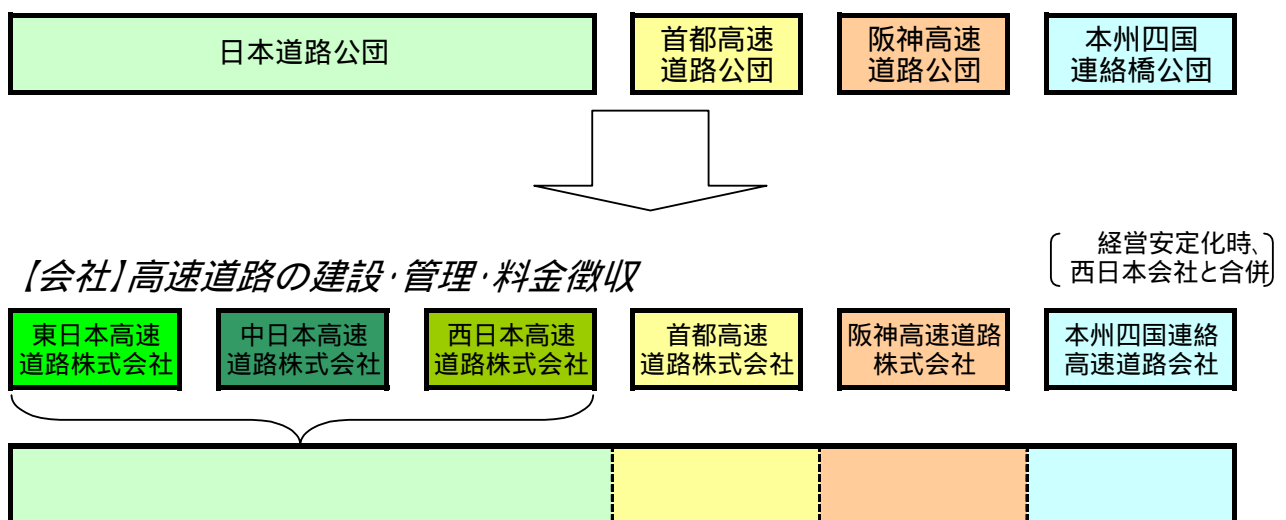 日本道路公団
首都高速
道路公団
阪神高速
道路公団
本州四国
連絡橋公団
経営安定化時、
西日本会社と合併
【会社】高速道路の建設・管理・料金徴収
東日本高速
道路株式会社
中日本高速
道路株式会社
西日本高速
道路株式会社
首都高速
道路株式会社
阪神高速道路
株式会社
本州四国連絡
高速道路会社